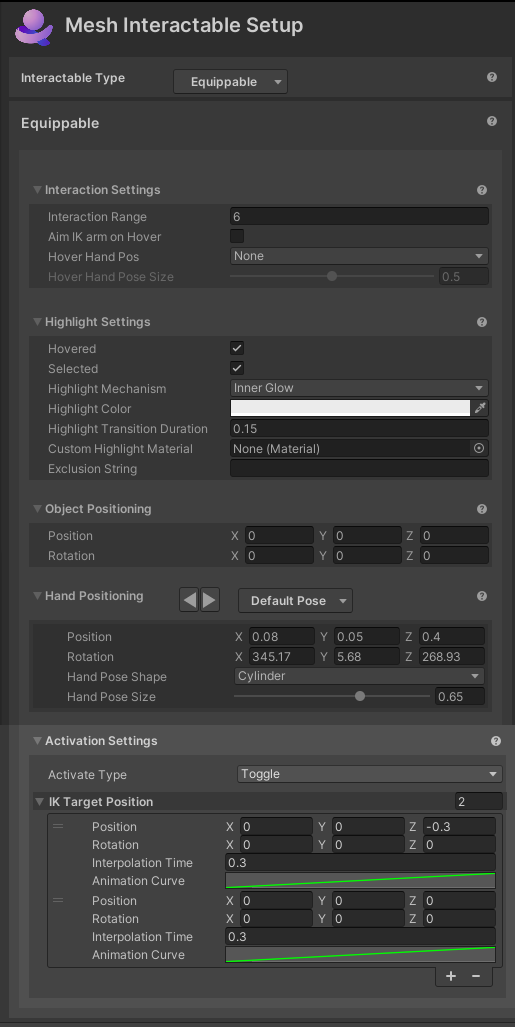 Mesh Interactable Setup
Interactable Type Equippable ?
Equippable ?
Interaction Settings ?
Interaction Range 6
Aim IK arm on Hover
Hover Hand Pos None
Hover Hand Pose Size 0.5
Highlight Settings ?
Hovered
Selected
Highlight Mechanism Inner Glow
Highlight Color
Highlight Transition Duration 0.15
Custom Highlight Material None (Material)
Exclusion String
Object Positioning ?
Position X 0 Y 0 Z 0
Rotation X 0 Y 0 Z 0
Hand Positioning Default Pose ?
Position X 0.08 Y 0.05 Z 0.4
Rotation X 345.17 Y 5.68 Z 268.93
Hand Pose Shape Cylinder
Hand Pose Size 0.65
Activation Settings ?
Activate Type Toggle
IK Target Position 2
Position X 0 Y 0 Z -0.3
Rotation X 0 Y 0 Z 0
Interpolation Time 0.3
Animation Curve
Position X 0 Y 0 Z 0
Rotation X 0 Y 0 Z 0
Interpolation Time 0.3
Animation Curve
+ −